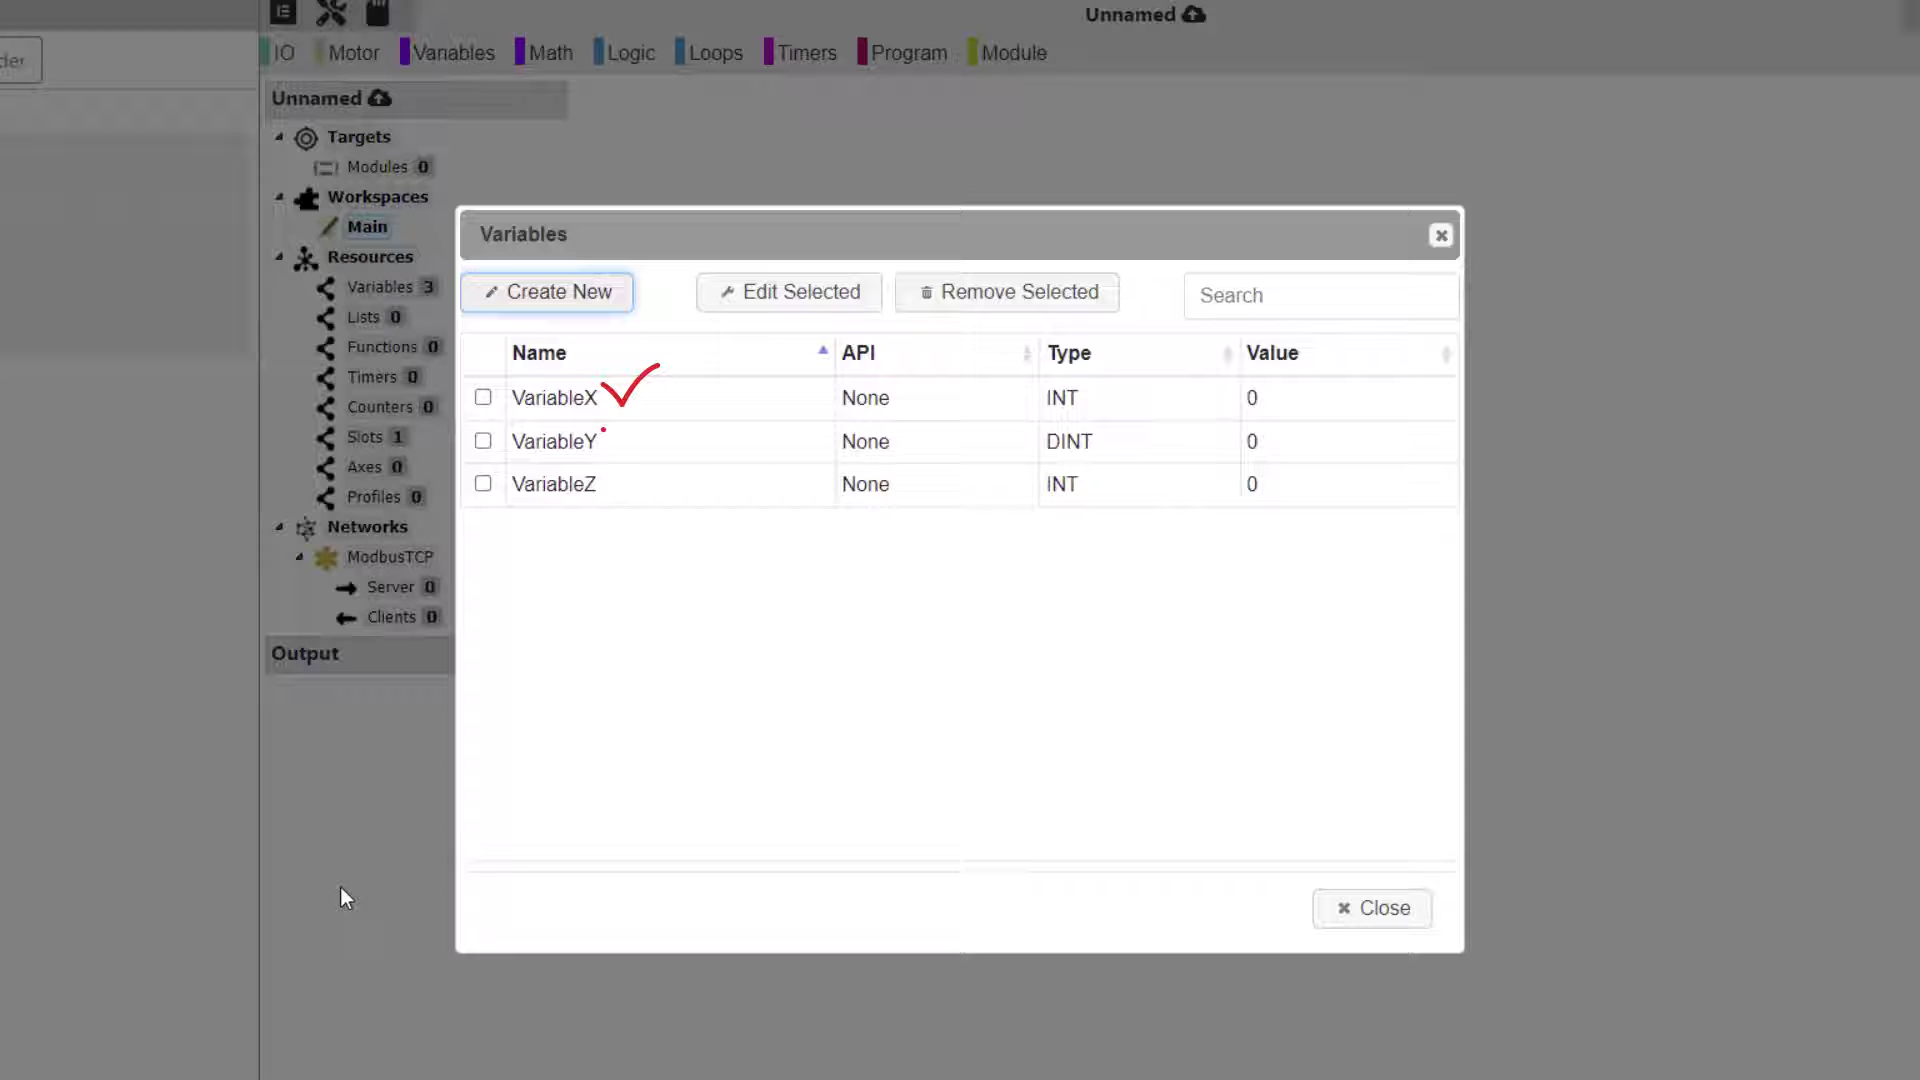 Unnamed
der
IO Motor Variables Math Logic Loops Timers Program Module
Unnamed
Targets
Modules 0
Workspaces
Main
Resources
Variables 3
Lists 0
Functions 0
Timers 0
Counters 0
Slots 1
Axes 0
Profiles 0
Networks
ModbusTCP
Server 0
Clients 0
Output
Variables
Create New Edit Selected Remove Selected Search
Name API Type Value
VariableX None INT 0
VariableY None DINT 0
VariableZ None INT 0
Close